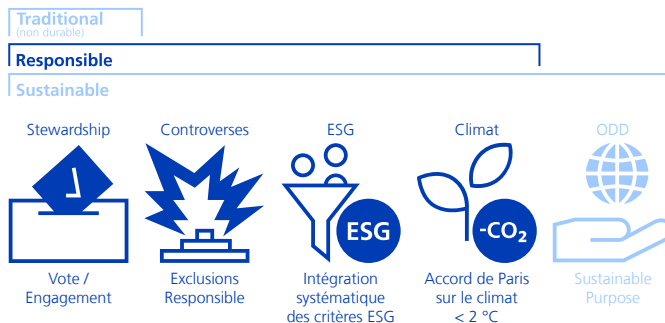 Traditional
(non durable)
Responsible
Sustainable
Stewardship
Controverses
ESG
Climat
ODD
ESG
-CO₂
Vote /
Engagement
Exclusions
Responsible
Intégration
systématique
des critères ESG
Accord de Paris
sur le climat
< 2 °C
Sustainable
Purpose